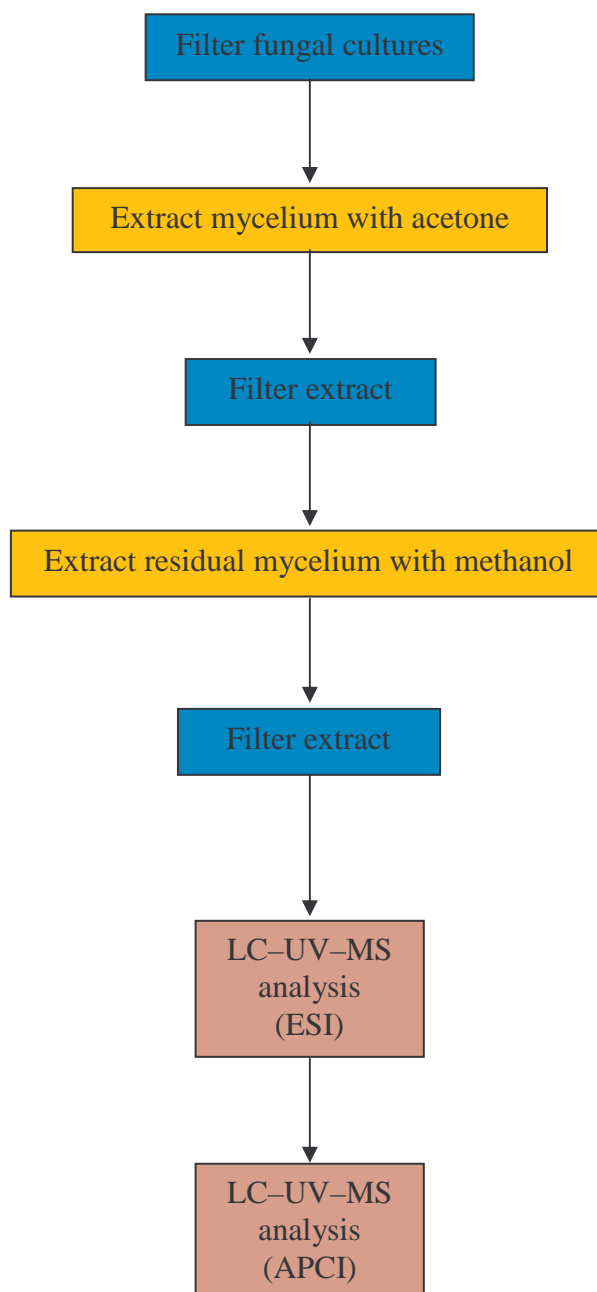 Filter fungal cultures
Extract mycelium with acetone
Filter extract
Extract residual mycelium with methanol
Filter extract
LC–UV–MS
analysis
(ESI)
LC–UV–MS
analysis
(APCI)